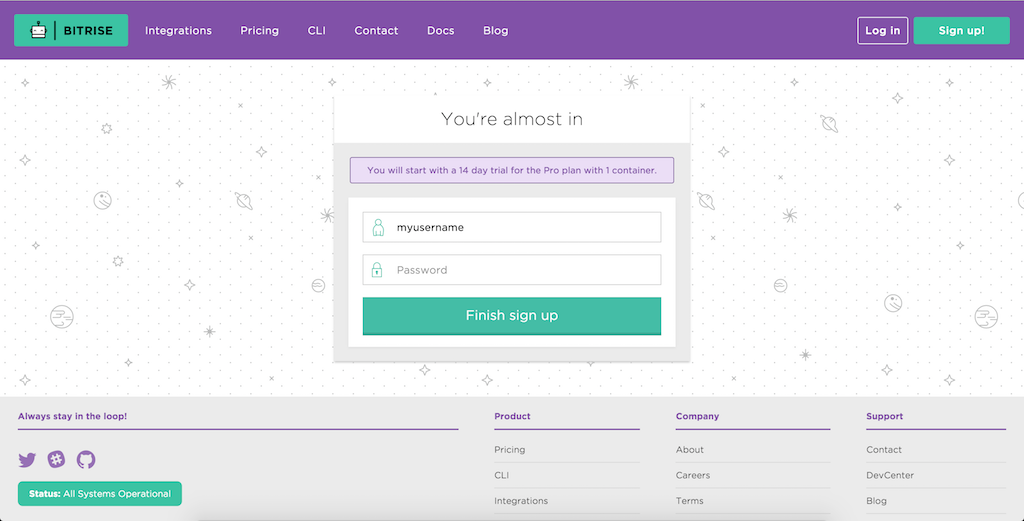 BITRISE Integrations Pricing CLI Contact Docs Blog Log in Sign up!
You're almost in
You will start with a 14 day trial for the Pro plan with 1 container.
myusername
Password
Finish sign up
Always stay in the loop!
Status: All Systems Operational
Product
Pricing
CLI
Integrations
Company
About
Careers
Terms
Support
Contact
DevCenter
Blog